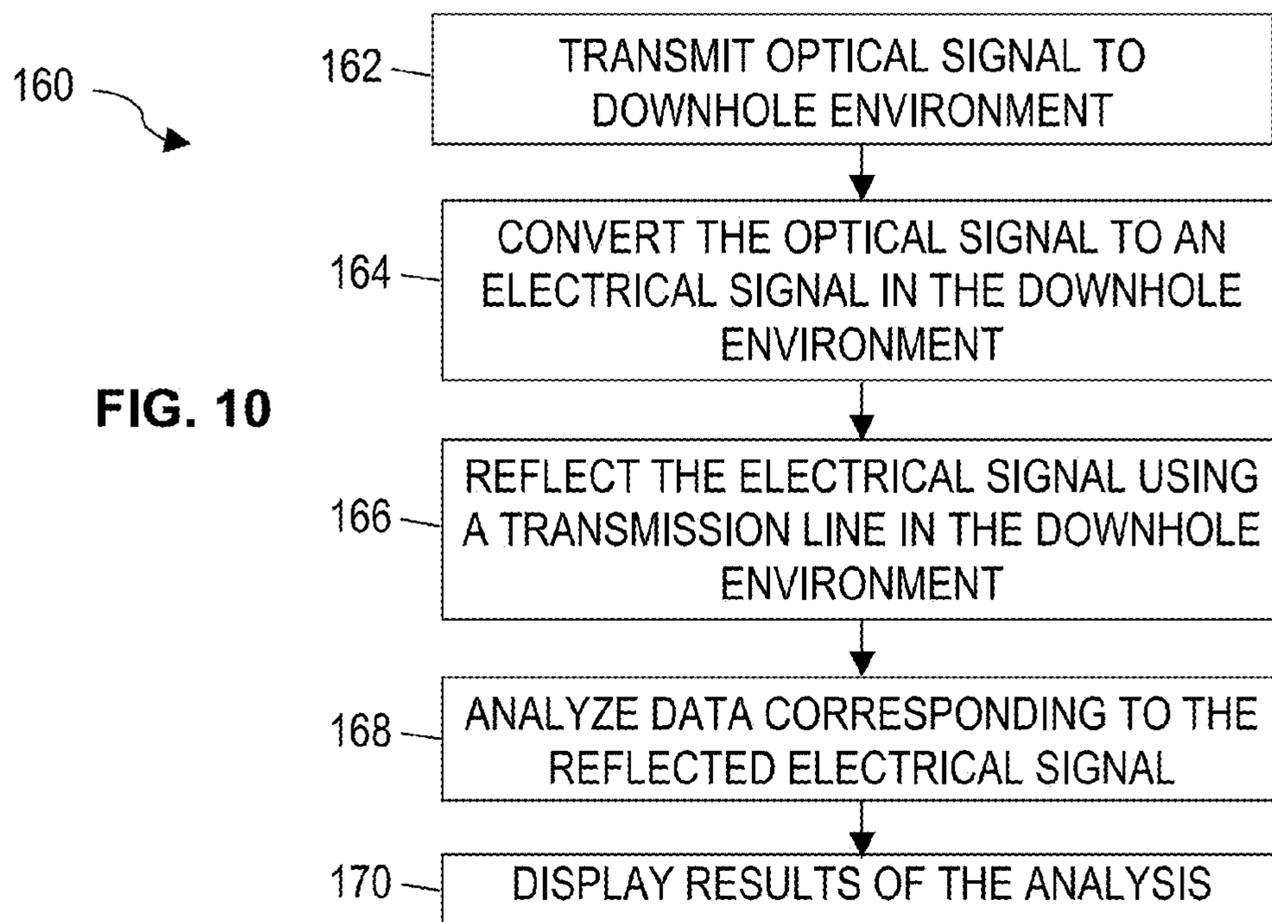 160
162
TRANSMIT OPTICAL SIGNAL TO
DOWNHOLE ENVIRONMENT
164
CONVERT THE OPTICAL SIGNAL TO AN
ELECTRICAL SIGNAL IN THE DOWNHOLE
ENVIRONMENT
FIG. 10
166
REFLECT THE ELECTRICAL SIGNAL USING
A TRANSMISSION LINE IN THE DOWNHOLE
ENVIRONMENT
168
ANALYZE DATA CORRESPONDING TO THE
REFLECTED ELECTRICAL SIGNAL
170
DISPLAY RESULTS OF THE ANALYSIS